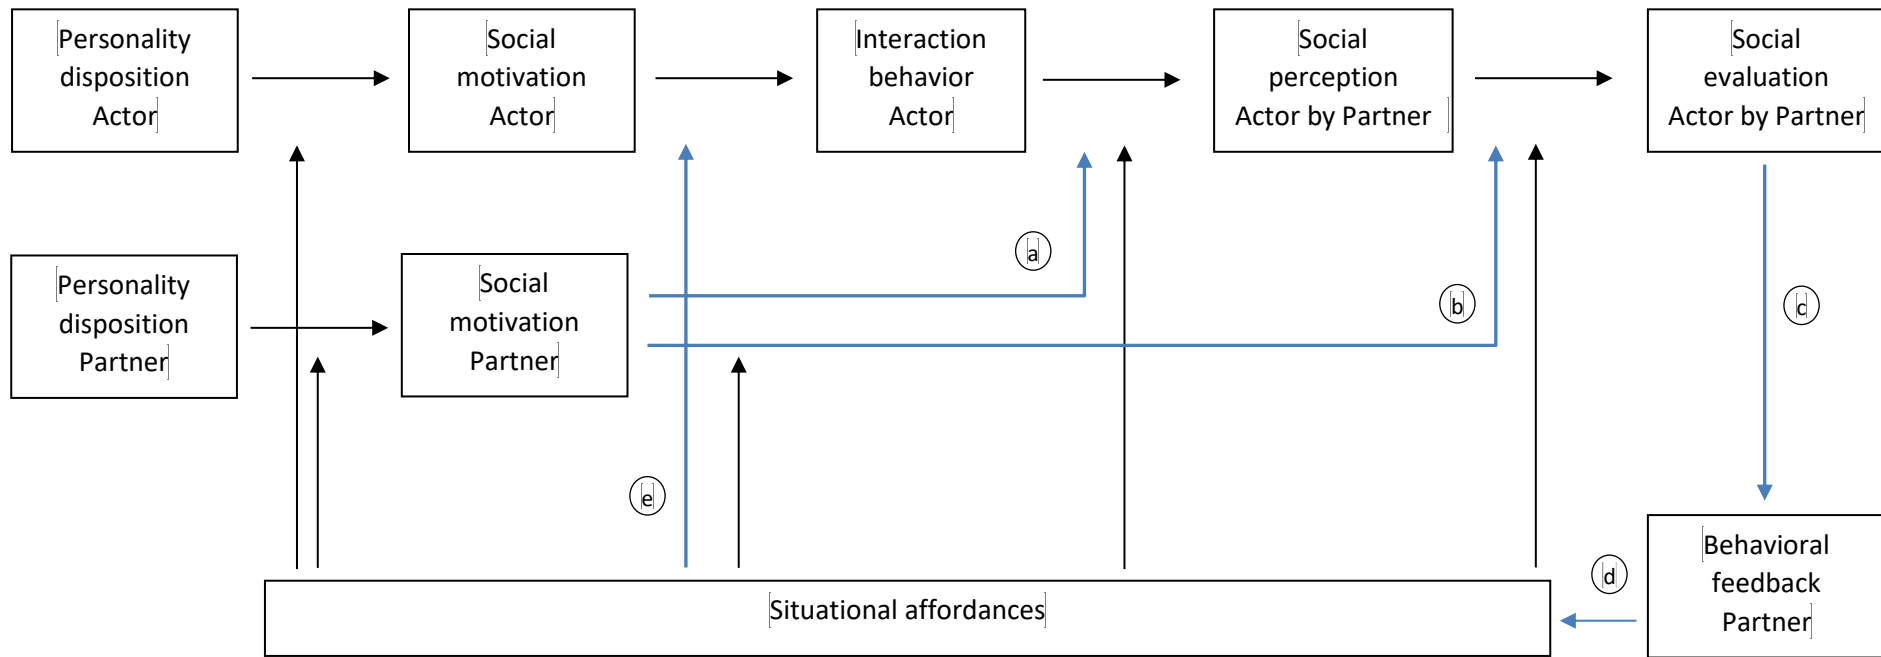 Personality
disposition
Actor
Social
motivation
Actor
Interaction
behavior
Actor
Social
perception
Actor by Partner
Social
evaluation
Actor by Partner
a
b
c
Personality
disposition
Partner
Social
motivation
Partner
e
d
Behavioral
feedback
Partner
Situational affordances